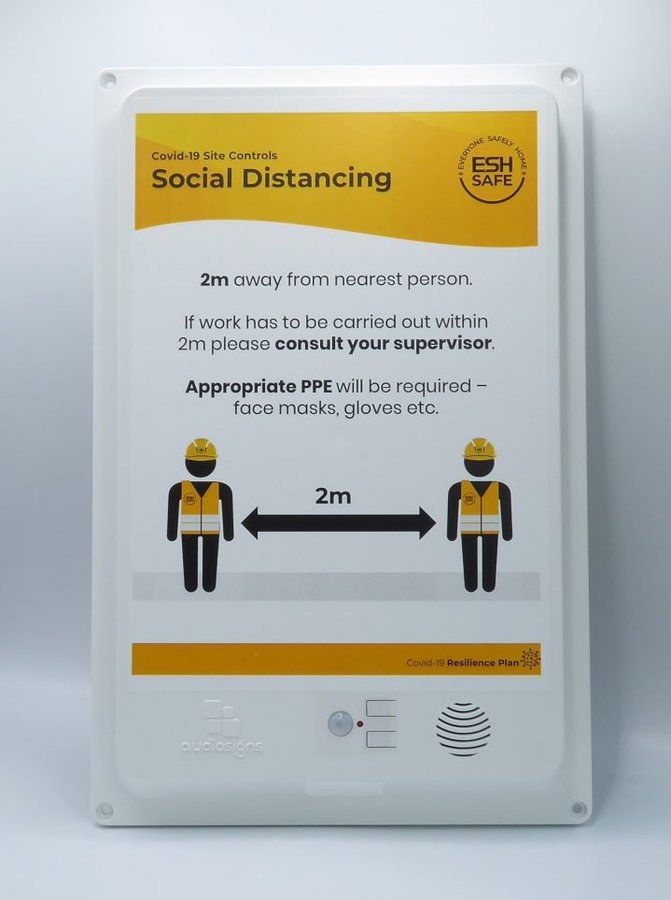 Covid-19 Site Controls
Social Distancing
EVERYONE SAFELY HOME
ESH
SAFE
2m away from nearest person.
If work has to be carried out within
2m please consult your supervisor.
Appropriate PPE will be required –
face masks, gloves etc.
2m
Covid-19 Resilience Plan
audiosigns